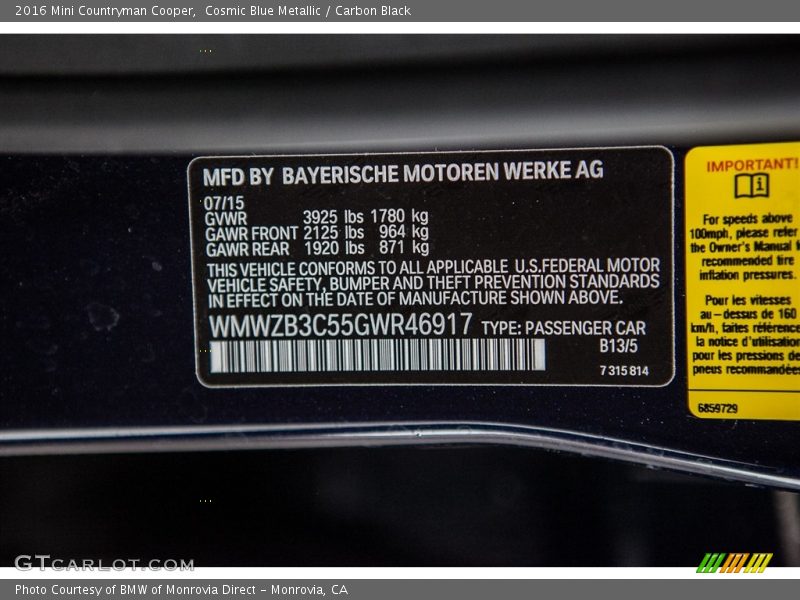 2016 Mini Countryman Cooper,  Cosmic Blue Metallic / Carbon Black
MFD BY BAYERISCHE MOTOREN WERKE AG
07/15
GVWR 3925 lbs 1780 kg
GAWR FRONT 2125 lbs 964 kg
GAWR REAR 1920 lbs 871 kg
THIS VEHICLE CONFORMS TO ALL APPLICABLE U.S.FEDERAL MOTOR
VEHICLE SAFETY, BUMPER AND THEFT PREVENTION STANDARDS
IN EFFECT ON THE DATE OF MANUFACTURE SHOWN ABOVE.
WMWZB3C55GWR46917 TYPE: PASSENGER CAR
B13/5
7 315 814
IMPORTANT!
For speeds above
100mph, please refer
the Owner's Manual
recommended tire
inflation pressures.
Pour les vitesses
au-dessus de 160
km/h, faites référence
la notice d'utilisation
pour les pressions de
pneus recommandées
6859729
GTCARLOT.COM
Photo Courtesy of BMW of Monrovia Direct - Monrovia, CA